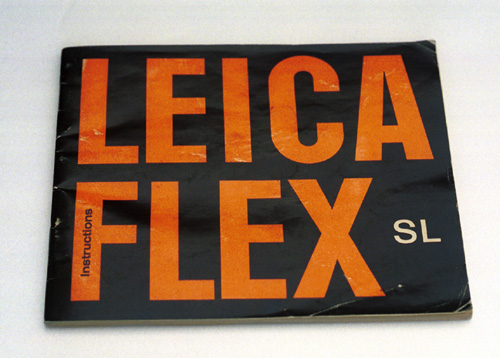 LEICA
FLEX
SL
Instructions